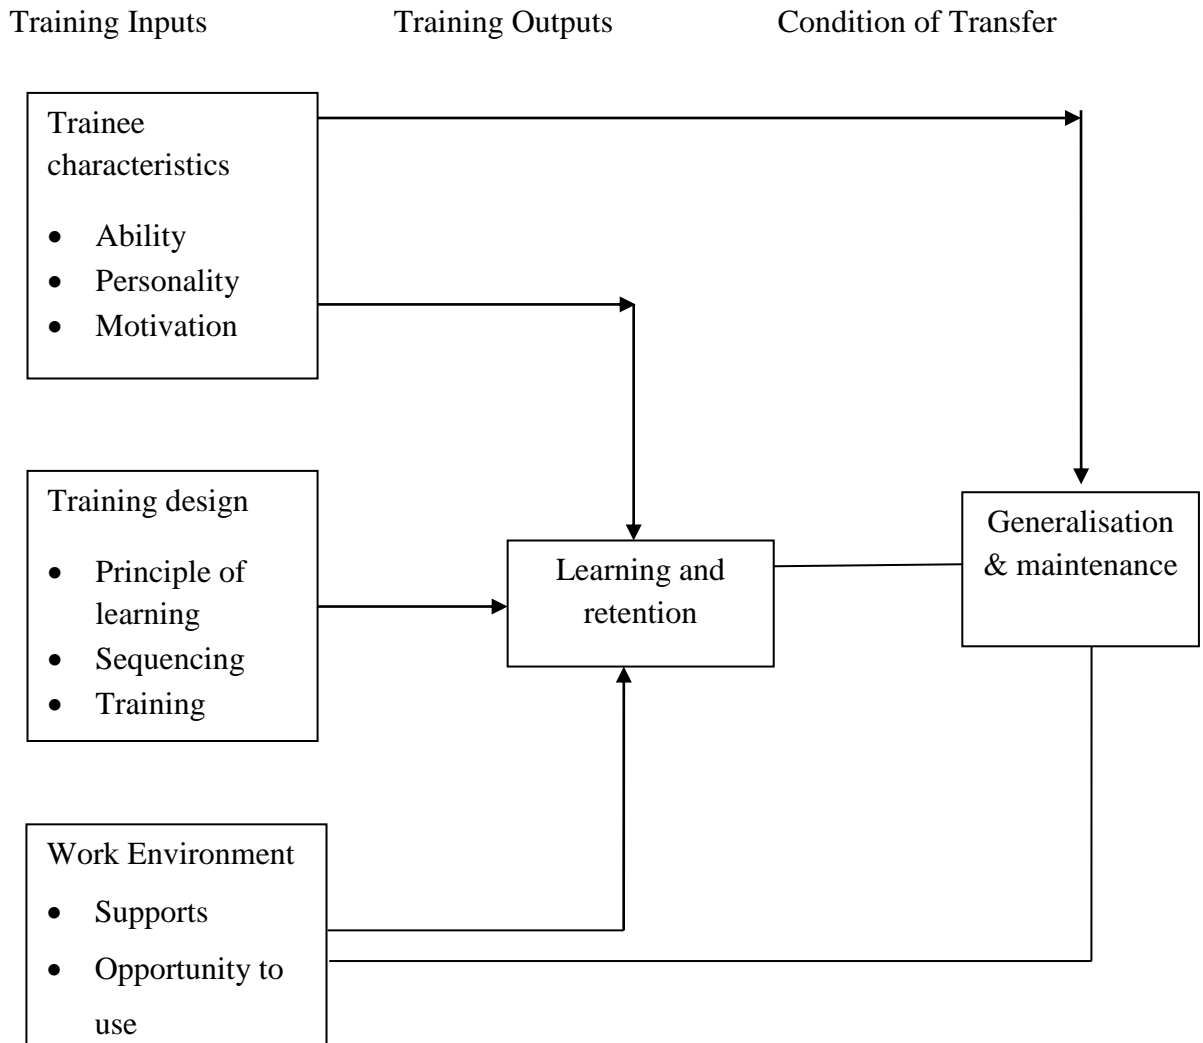 Training Inputs
Training Outputs
Condition of Transfer
Trainee
characteristics
• Ability
• Personality
• Motivation
Training design
• Principle of
learning
• Sequencing
• Training
Learning and
retention
Generalisation
& maintenance
Work Environment
• Supports
• Opportunity to
use